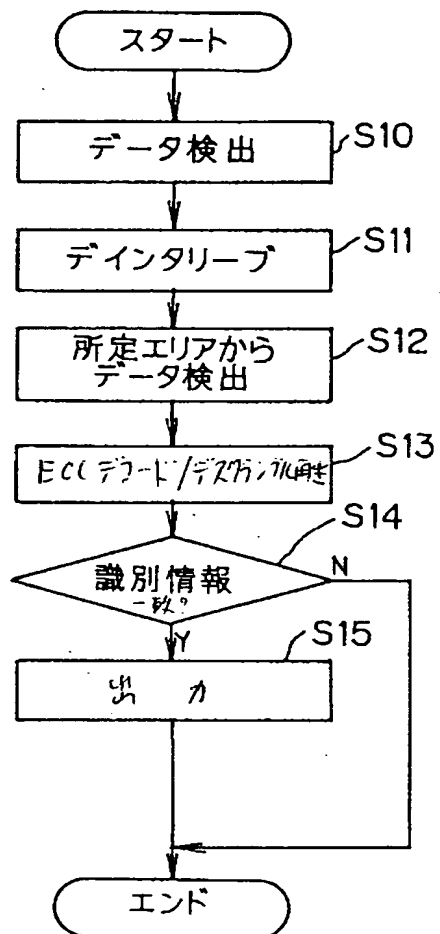 スタート
データ検出
S10
デインタリーブ
S11
所定エリアから
データ検出
S12
ECCデコード/デスクランブル
S13
識別情報
一致?
S14
N
Y
出力
S15
エンド